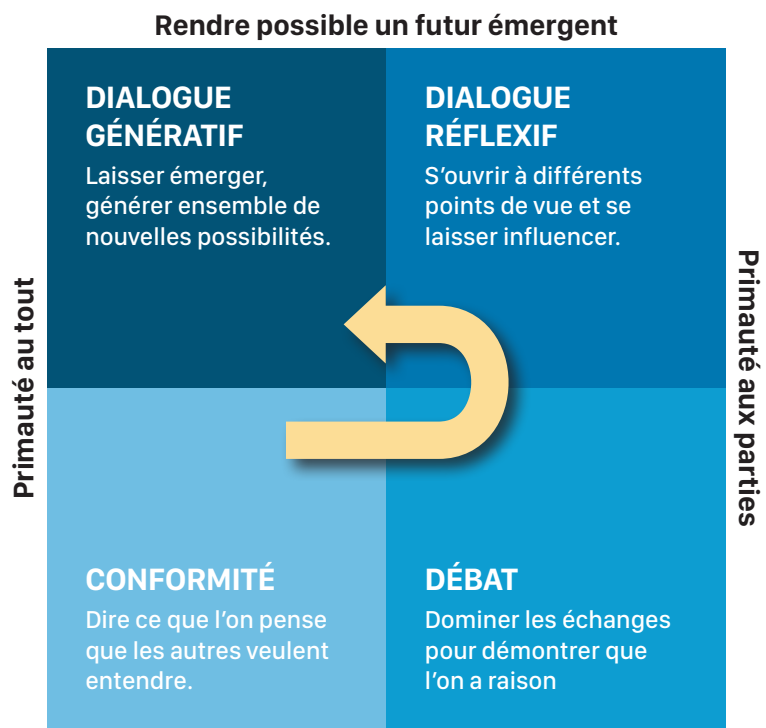 Rendre possible un futur émergent
DIALOGUE
GÉNÉRATIF
Laisser émerger,
générer ensemble de
nouvelles possibilités.
DIALOGUE
RÉFLEXIF
S’ouvrir à différents
points de vue et se
laisser influencer.
Primauté au tout
Primauté aux parties
CONFORMITÉ
Dire ce que l’on pense
que les autres veulent
entendre.
DÉBAT
Dominer les échanges
pour démontrer que
l’on a raison